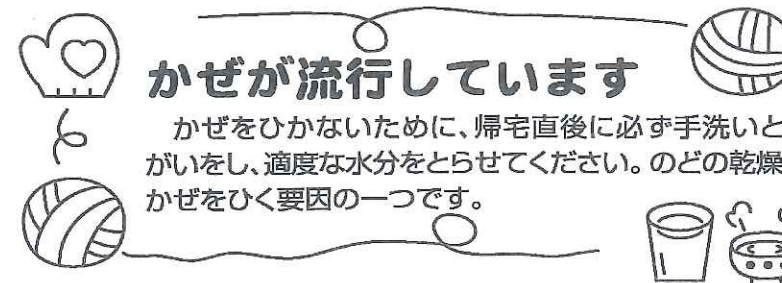 かぜが流行しています
かぜをひかないために、帰宅直後に必ず手洗いと
がいをし、適度な水分をとらせてください。のどの乾燥
かぜをひく要因の一つです。